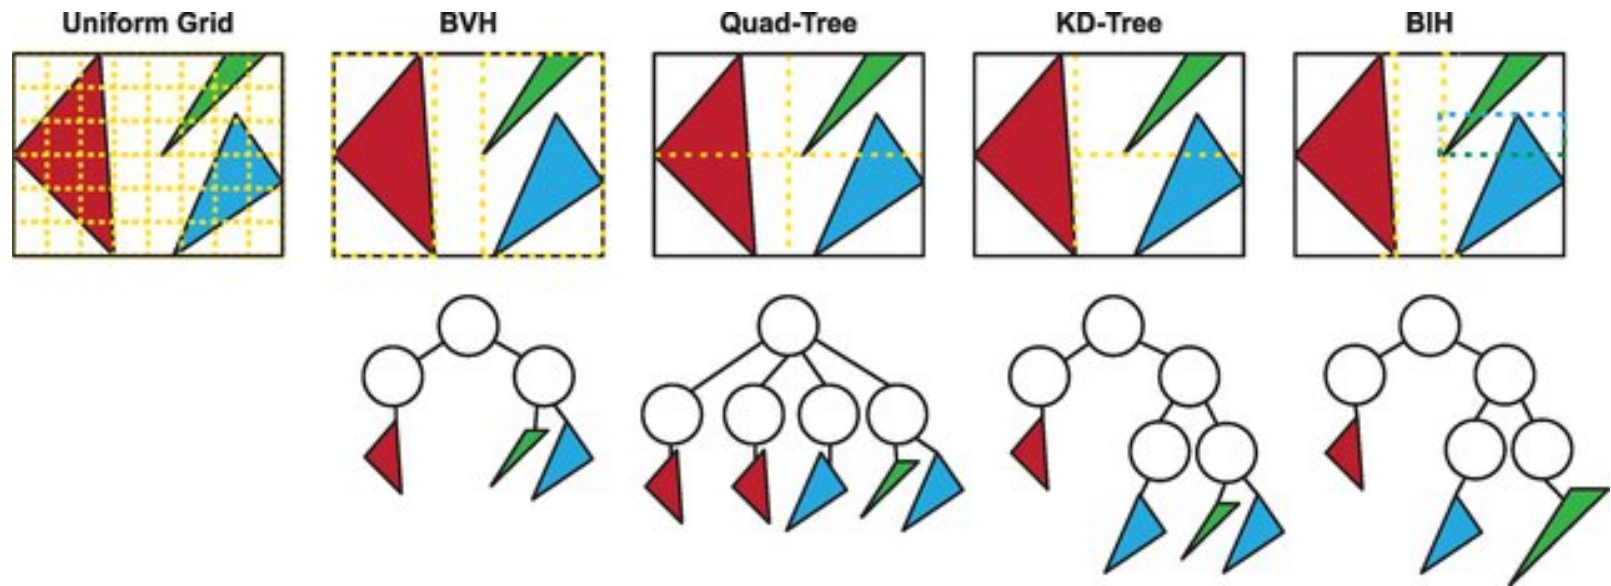 Uniform Grid
BVH
Quad-Tree
KD-Tree
BIH